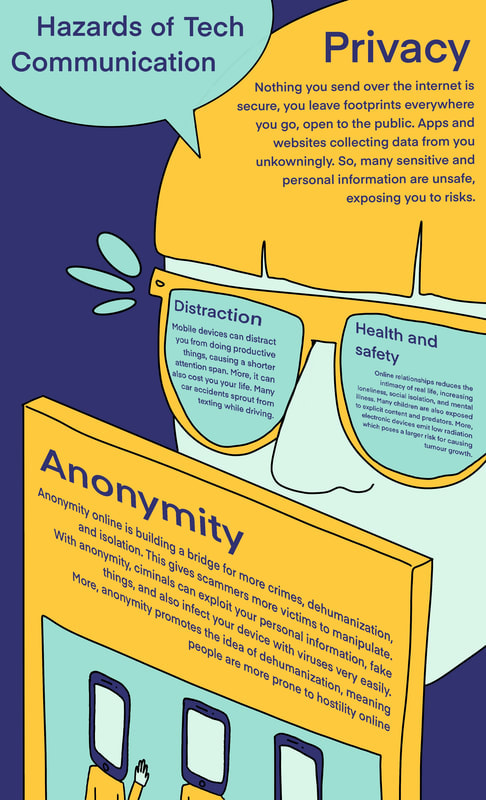 Hazards of Tech
Communication
Privacy
Nothing you send over the internet is
secure, you leave footprints everywhere
you go, open to the public. Apps and
websites collecting data from you
unkowningly. So, many sensitive and
personal information are unsafe,
exposing you to risks.
Distraction
Mobile devices can distract
you from doing productive
things, causing a shorter
attention span. More, it can
also cost you your life. Many
car accidents sprout from
texting while driving.
Health and
safety
Online relationships reduces the
intimacy of real life, increasing
loneliness, social isolation, and mental
illness. Many children are also exposed
to explicit content and predators. More,
electronic devices emit low radiation
which poses a larger risk for causing
tumour growth.
Anonymity
Anonymity online is building a bridge for more crimes, dehumanization,
and isolation. This gives scammers more victims to manipulate.
With anonymity, ciminals can exploit your personal information, fake
things, and also infect your device with viruses very easily.
More, anonymity promotes the idea of dehumanization, meaning
people are more prone to hostility online